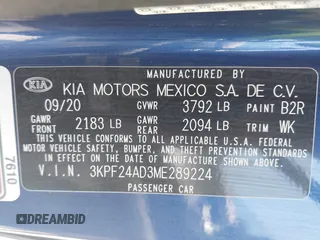 MANUFACTURED BY
KIA KIA MOTORS MEXICO S.A. DE C.V.
09/20 GVWR 3792 LB PAINT B2R
GAWR FRONT 2183 LB GAWR REAR 2094 LB TRIM WK
THIS VEHICLE CONFORMS TO ALL APPLICABLE U.S. FEDERAL
MOTOR VEHICLE SAFETY, BUMPER, AND THEFT PREVENTION
STANDARDS IN EFFECT ON THE DATE OF MANUFACTURE SHOWN ABOVE.
V.I.N. 3KPF24AD3ME289224
PASSENGER CAR
7610
DREAMBID